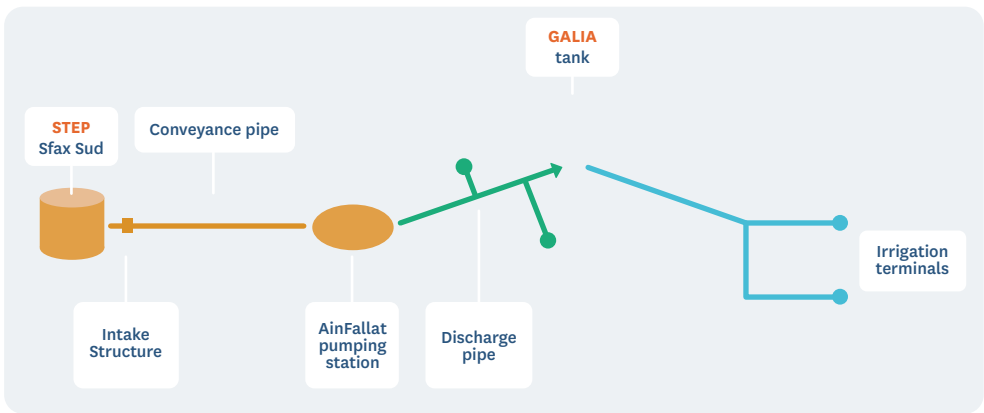 GALIA
tank
STEP
Sfax Sud
Conveyance pipe
Irrigation
terminals
Intake
Structure
AinFallat
pumping
station
Discharge
pipe